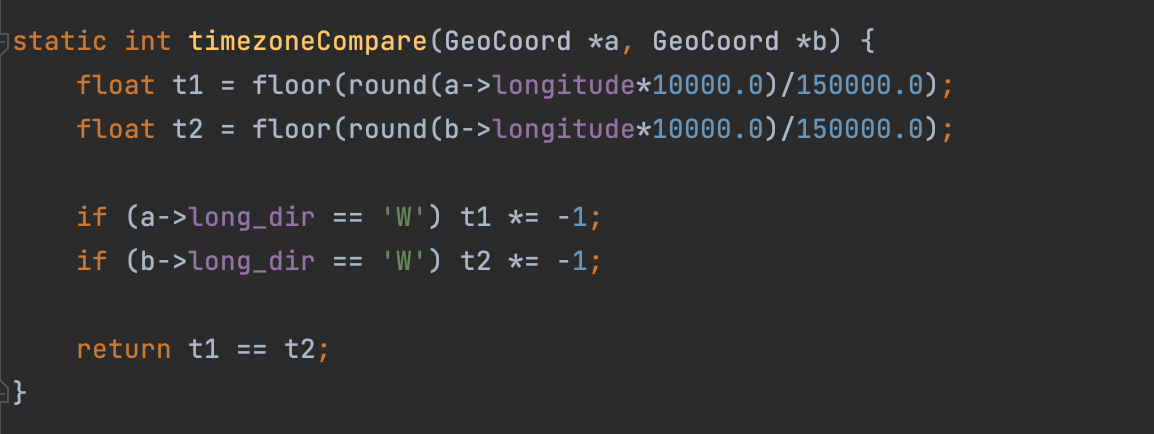 static int timezoneCompare(GeoCoord *a, GeoCoord *b) {
    float t1 = floor(round(a->longitude*10000.0)/150000.0);
    float t2 = floor(round(b->longitude*10000.0)/150000.0);

    if (a->long_dir == 'W') t1 *= -1;
    if (b->long_dir == 'W') t2 *= -1;

    return t1 == t2;
}